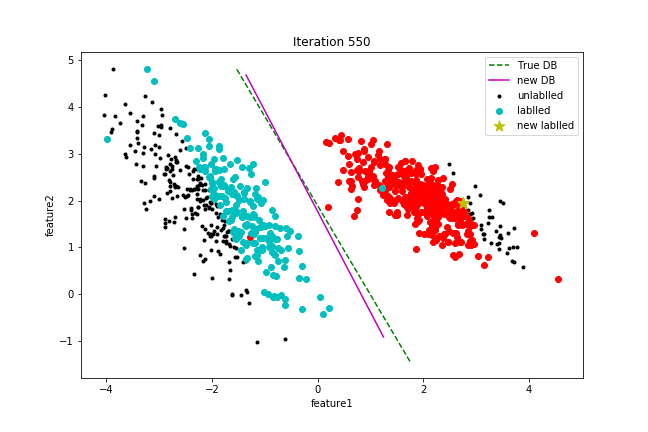 Iteration 550
5
4
3
2
1
0
−1
−4
−2
0
2
4
feature2
feature1
True DB
new DB
unlablled
lablled
new lablled